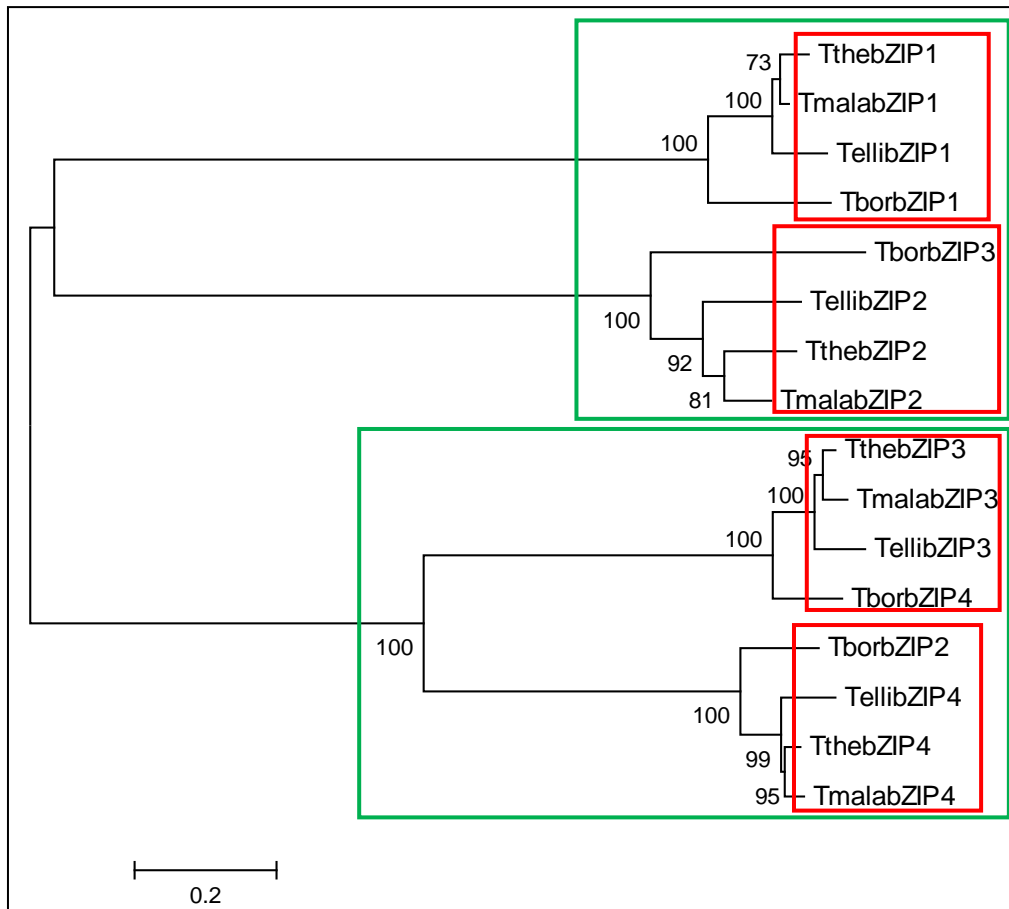 TthebZIP1
73
TmalabZIP1
100
100
TellibZIP1
TborbZIP1
TborbZIP3
TellibZIP2
100
TthebZIP2
92
81
TmalabZIP2
TthebZIP3
95
TmalabZIP3
100
100
TellibZIP3
TborbZIP4
100
TborbZIP2
TellibZIP4
100
TthebZIP4
99
95
TmalabZIP4
0.2